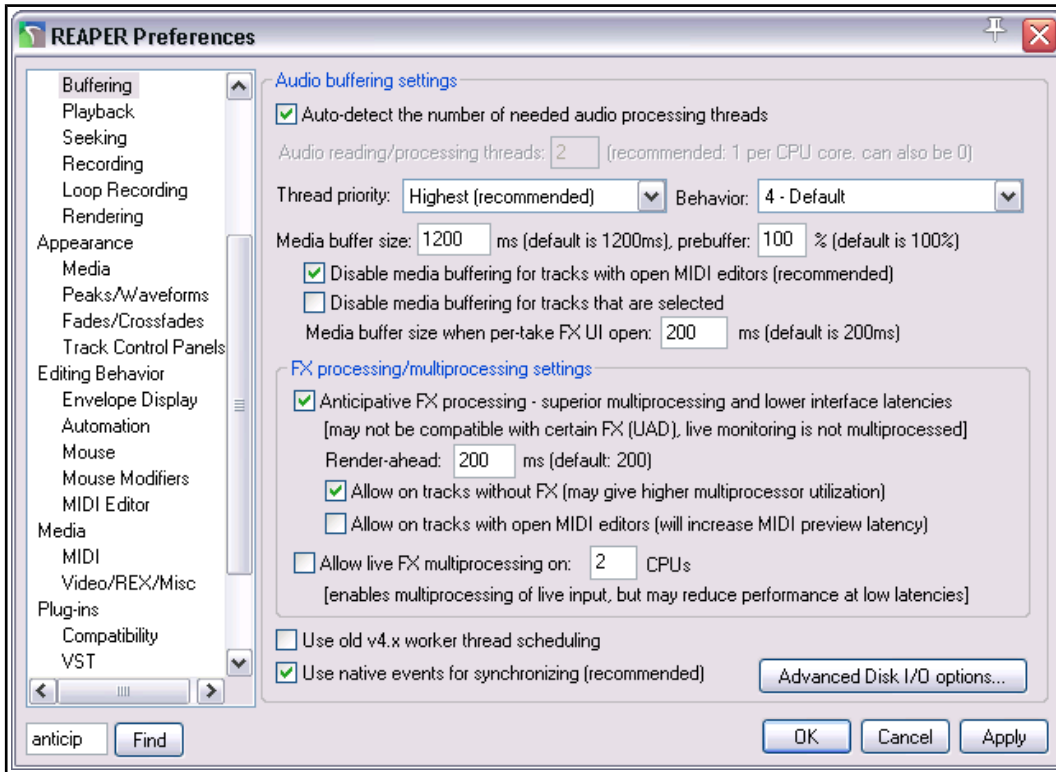 REAPER Preferences
Buffering
Playback
Seeking
Recording
Loop Recording
Rendering
Appearance
Media
Peaks/Waveforms
Fades/Crossfades
Track Control Panels
Editing Behavior
Envelope Display
Automation
Mouse
Mouse Modifiers
MIDI Editor
Media
MIDI
Video/REX/Misc
Plug-ins
Compatibility
VST
anticip Find
Audio buffering settings
Auto-detect the number of needed audio processing threads
Audio reading/processing threads: 2 (recommended: 1 per CPU core, can also be 0)
Thread priority: Highest (recommended) Behavior: 4 - Default
Media buffer size: 1200 ms (default is 1200ms), prebuffer: 100 % (default is 100%)
Disable media buffering for tracks with open MIDI editors (recommended)
Disable media buffering for tracks that are selected
Media buffer size when per-take FX UI open: 200 ms (default is 200ms)
FX processing/multiprocessing settings
Anticipative FX processing - superior multiprocessing and lower interface latencies
[may not be compatible with certain FX (UAD), live monitoring is not multiprocessed]
Render-ahead: 200 ms (default: 200)
Allow on tracks without FX (may give higher multiprocessor utilization)
Allow on tracks with open MIDI editors (will increase MIDI preview latency)
Allow live FX multiprocessing on: 2 CPUs
[enables multiprocessing of live input, but may reduce performance at low latencies]
Use old v4.x worker thread scheduling
Use native events for synchronizing (recommended)
Advanced Disk I/O options...
OK Cancel Apply